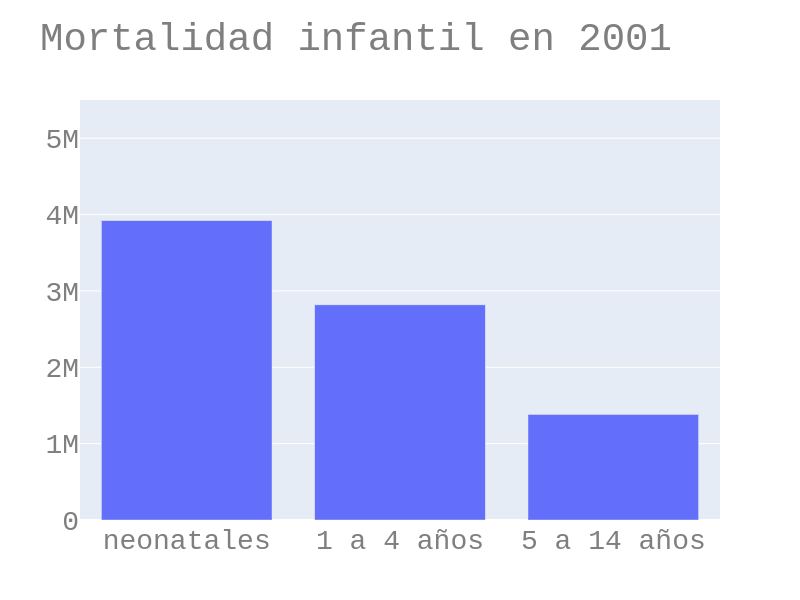 Mortalidad infantil en 2001
5M
4M
3M
2M
1M
0
neonatales 1 a 4 años 5 a 14 años